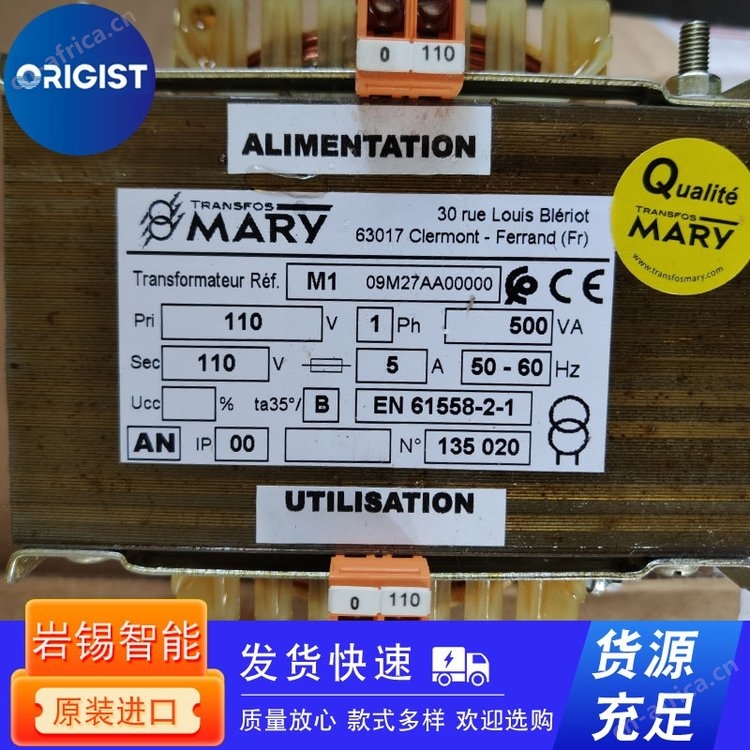 ORIGIST
0 110
ALIMENTATION
TRANSFOS
MARY
30 rue Louis Blériot
63017 Clermont - Ferrand (Fr)
Transformateur Réf. M1 09M27AA00000 CE
Pri 110 V 1 Ph 500 VA
Sec 110 V 5 A 50 - 60 Hz
Ucc % ta35°/ B EN 61558-2-1
AN IP 00 N° 135 020
Qualité
TRANSFOS
MARY
www.transfosmary.com
UTILISATION
0 110
岩锡智能
原装进口
发货快速
质量放心 款式多样 欢迎选购
货源
充足